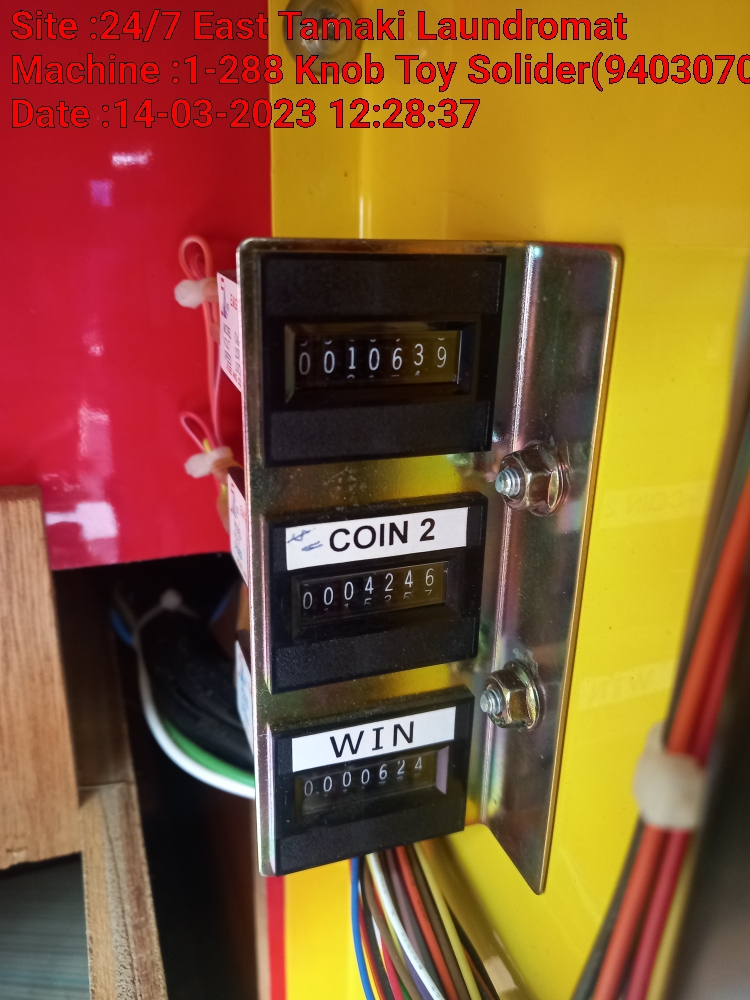 Site :24/7 East Tamaki Laundromat
Machine :1-288 Knob Toy Solider(9403070
Date :14-03-2023 12:28:37
0010639
COIN 2
0004246
WIN
0000624